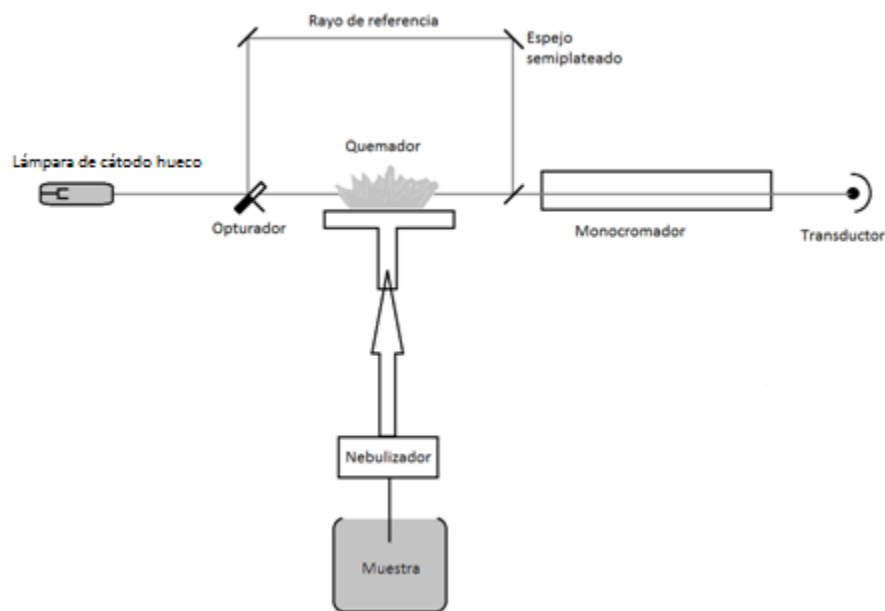 Rayo de referencia
Espejo
semiplateado
Quemador
Lámpara de cátodo hueco
Opturador
Monocromador
Transductor
Nebulizador
Muestra